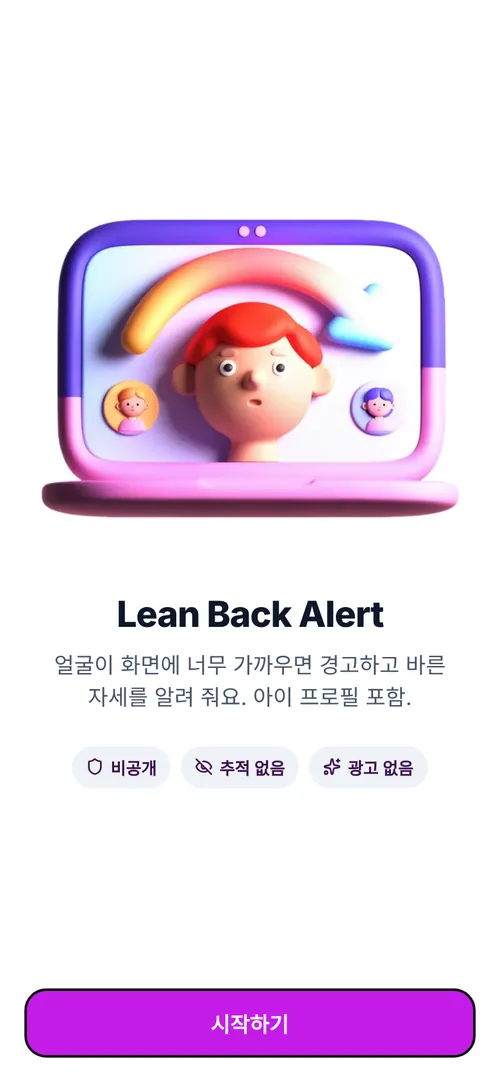 Lean Back Alert
얼굴이 화면에 너무 가까우면 경고하고 바른
자세를 알려 줘요. 아이 프로필 포함.
비공개
추적 없음
광고 없음
시작하기